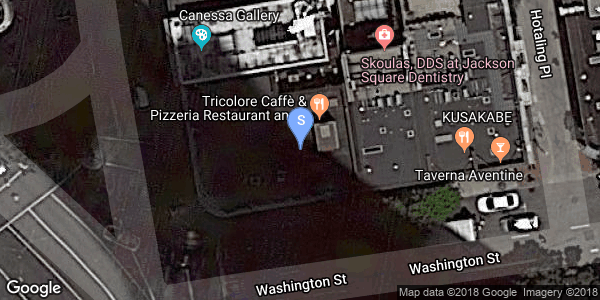 Canessa Gallery
Hotaling Pl
Skoulas, DDS at Jackson
Square Dentistry
Tricolore Caffè &
Pizzeria Restaurant an
S
KUSAKABE
Taverna Aventine
Washington St
Washington St
Google
Map data ©2018 Google Imagery ©2018